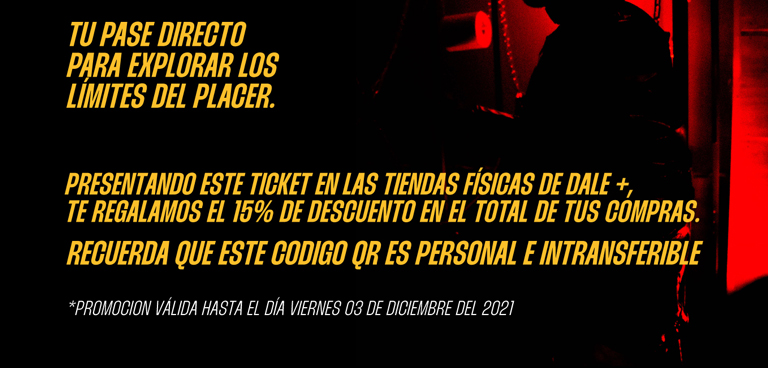 TU PASE DIRECTO
PARA EXPLORAR LOS
LÍMITES DEL PLACER.
PRESENTANDO ESTE TICKET EN LAS TIENDAS FÍSICAS DE DALE +,
TE REGALAMOS EL 15% DE DESCUENTO EN EL TOTAL DE TUS COMPRAS.
RECUERDA QUE ESTE CODIGO QR ES PERSONAL E INTRANSFERIBLE
*PROMOCION VÁLIDA HASTA EL DÍA VIERNES 03 DE DICIEMBRE DEL 2021